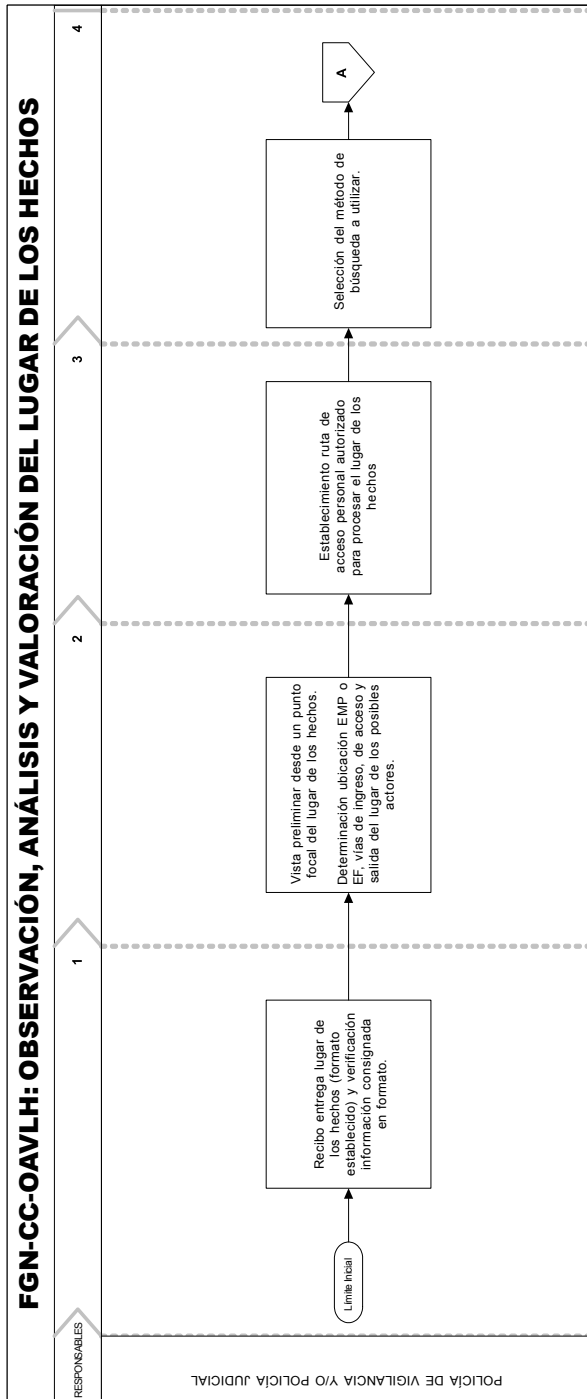 FGN-CC-OAVLH: OBSERVACIÓN, ANÁLISIS Y VALORACIÓN DEL LUGAR DE LOS HECHOS
RESPONSABLES
1
2
3
4
POLICÍA DE VIGILANCIA Y/O POLICÍA JUDICIAL
Límite Inicial
Recibo entrega lugar de
los hechos (formato
establecido) y verificación
información consignada
en formato.
Vista preliminar desde un punto
focal del lugar de los hechos.
Determinación ubicación EMP o
EF, vías de ingreso, de acceso y
salida del lugar de los posibles
actores.
Establecimiento ruta de
acceso personal autorizado
para procesar el lugar de los
hechos
Selección del método de
búsqueda a utilizar.
A